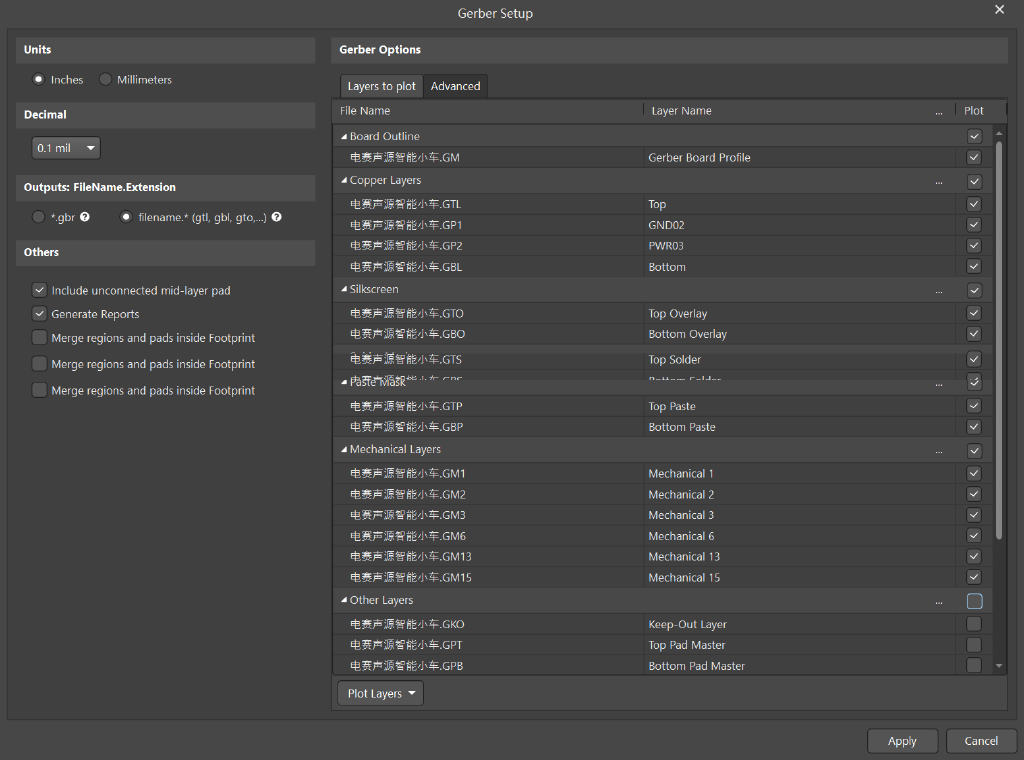 Gerber Setup
Units
Inches Millimeters
Decimal
0.1 mil
Outputs: FileName.Extension
*.gbr filename.* (gtl, gbl, gto,...)
Others
Include unconnected mid-layer pad
Generate Reports
Merge regions and pads inside Footprint
Merge regions and pads inside Footprint
Merge regions and pads inside Footprint
Gerber Options
Layers to plot Advanced
File Name Layer Name ... Plot
Board Outline
电赛声源智能小车.GM Gerber Board Profile
Copper Layers ...
电赛声源智能小车.GTL Top
电赛声源智能小车.GP1 GND02
电赛声源智能小车.GP2 PWR03
电赛声源智能小车.GBL Bottom
Silkscreen ...
电赛声源智能小车.GTO Top Overlay
电赛声源智能小车.GBO Bottom Overlay
电赛声源智能小车.GTS Top Solder
Paste Mask ...
电赛声源智能小车.GTP Top Paste
电赛声源智能小车.GBP Bottom Paste
Mechanical Layers ...
电赛声源智能小车.GM1 Mechanical 1
电赛声源智能小车.GM2 Mechanical 2
电赛声源智能小车.GM3 Mechanical 3
电赛声源智能小车.GM6 Mechanical 6
电赛声源智能小车.GM13 Mechanical 13
电赛声源智能小车.GM15 Mechanical 15
Other Layers ...
电赛声源智能小车.GKO Keep-Out Layer
电赛声源智能小车.GPT Top Pad Master
电赛声源智能小车.GPB Bottom Pad Master
Plot Layers
Apply Cancel